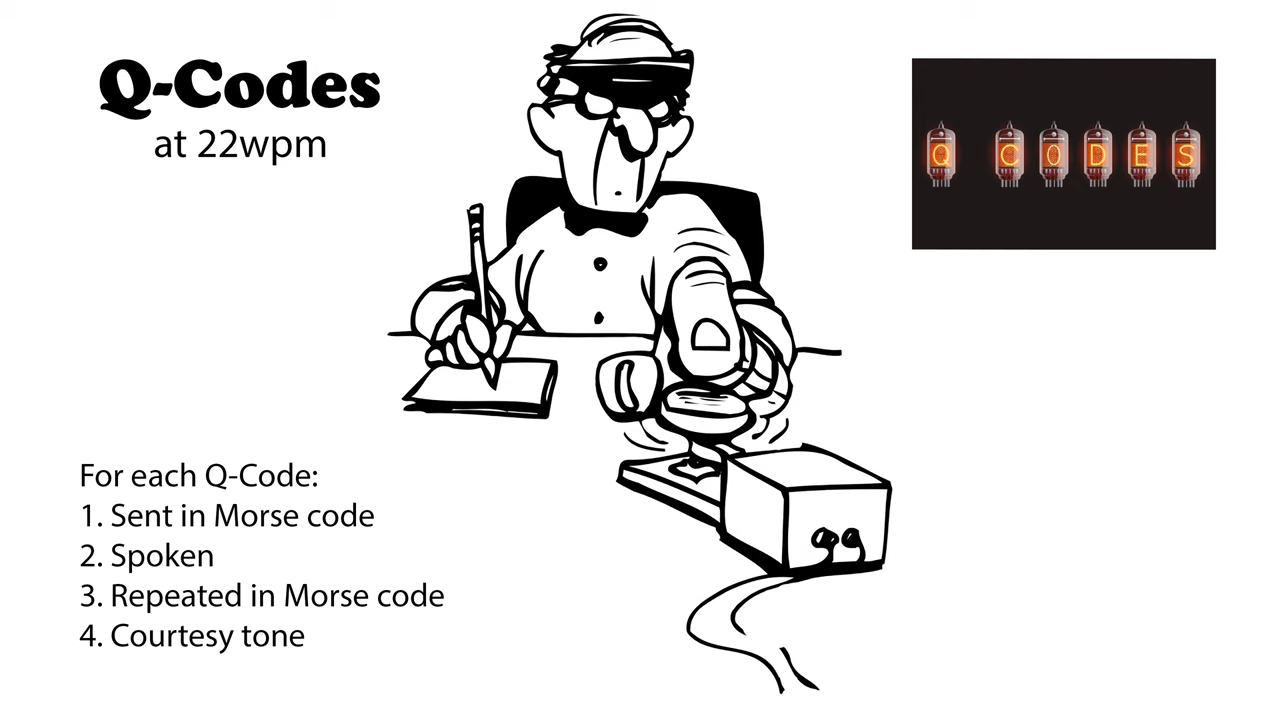 Q-Codes
at 22wpm
Q CODES
For each Q-Code:
1. Sent in Morse code
2. Spoken
3. Repeated in Morse code
4. Courtesy tone